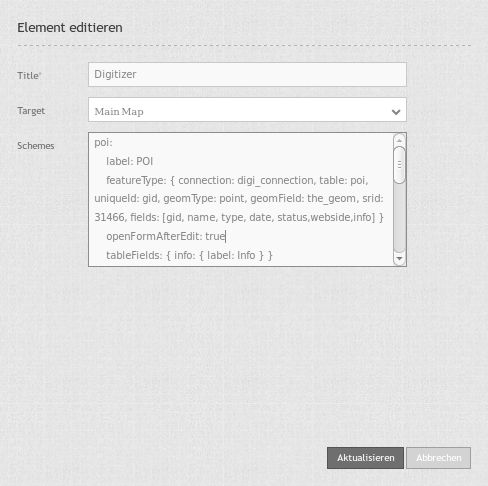 Element editieren
Title*
Digitizer
Target
Main Map
Schemes
poi:
label: POI
featureType: { connection: digi_connection, table: poi,
uniqueId: gid, geomType: point, geomField: the_geom, srid:
31466, fields: [gid, name, type, date, status,webside,info] }
openFormAfterEdit: true
tableFields: { info: { label: Info } }
Aktualisieren
Abbrechen